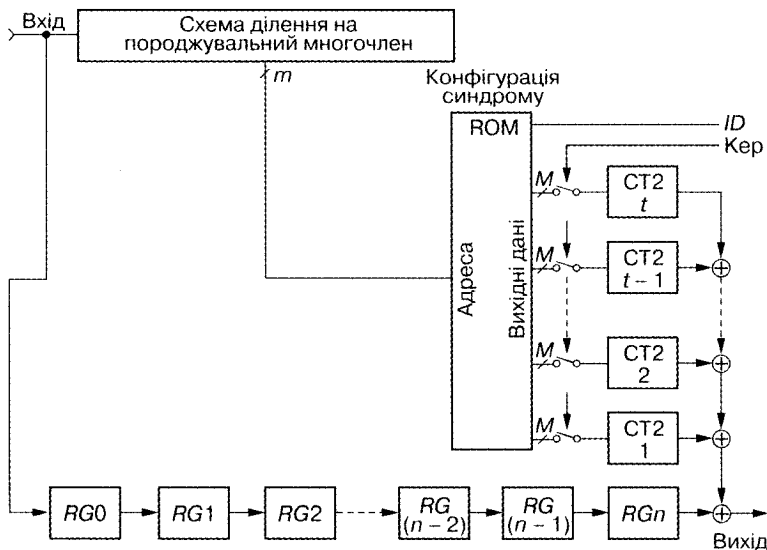 Вхід
Схема ділення на
породжувальний многочлен
m
Конфігурація
синдрому
ROM
ID
Кер
Адреса
Вихідні дані
M
CT2
t
M
CT2
t – 1
M
CT2
2
M
CT2
1
RG0
RG1
RG2
RG
(n – 2)
RG
(n – 1)
RGn
Вихід